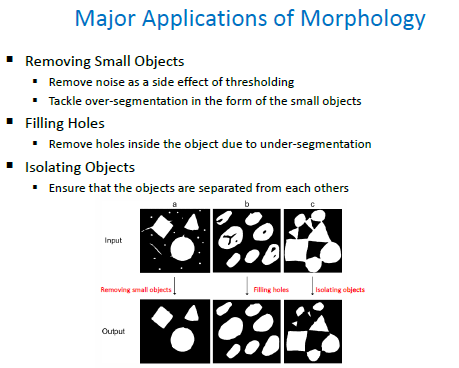 Major Applications of Morphology
▪ Removing Small Objects
▪ Remove noise as a side effect of thresholding
▪ Tackle over-segmentation in the form of the small objects
▪ Filling Holes
▪ Remove holes inside the object due to under-segmentation
▪ Isolating Objects
▪ Ensure that the objects are separated from each others
a b c
Input
Removing small objects Filling holes Isolating objects
Output